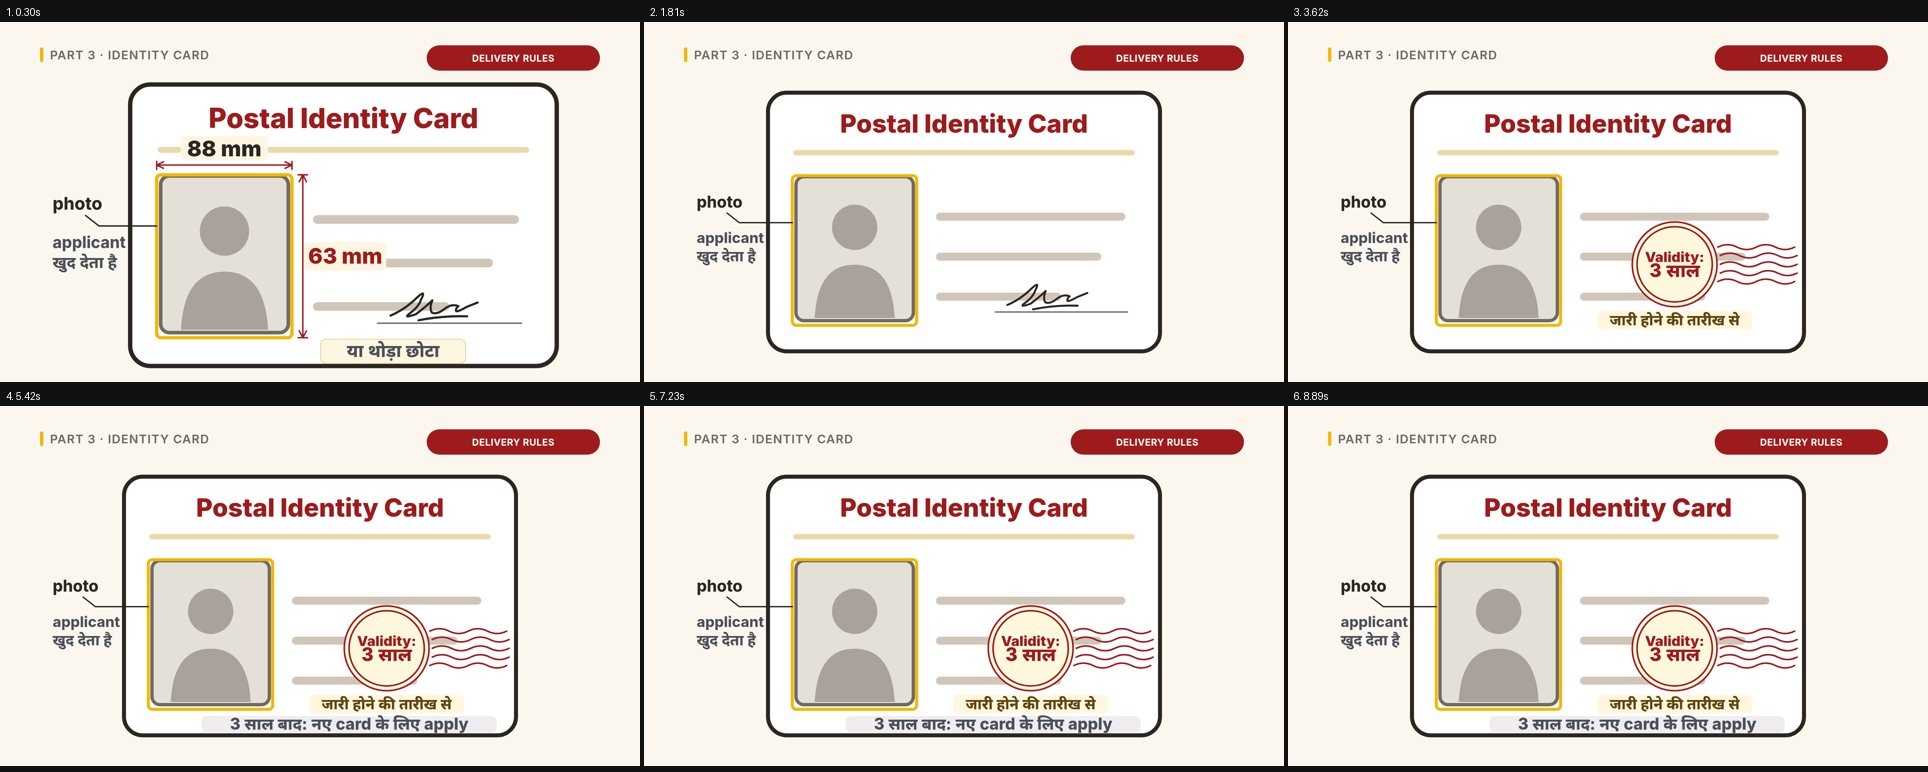 1. 0.30s
PART 3 · IDENTITY CARD
DELIVERY RULES
Postal Identity Card
88 mm
photo
applicant
खुद देता है
63 mm
या थोड़ा छोटा
2. 1.81s
PART 3 · IDENTITY CARD
DELIVERY RULES
Postal Identity Card
photo
applicant
खुद देता है
3. 3.62s
PART 3 · IDENTITY CARD
DELIVERY RULES
Postal Identity Card
photo
applicant
खुद देता है
Validity:
3 साल
जारी होने की तारीख से
4. 5.42s
PART 3 · IDENTITY CARD
DELIVERY RULES
Postal Identity Card
photo
applicant
खुद देता है
Validity:
3 साल
जारी होने की तारीख से
3 साल बाद: नए card के लिए apply
5. 7.23s
PART 3 · IDENTITY CARD
DELIVERY RULES
Postal Identity Card
photo
applicant
खुद देता है
Validity:
3 साल
जारी होने की तारीख से
3 साल बाद: नए card के लिए apply
6. 8.89s
PART 3 · IDENTITY CARD
DELIVERY RULES
Postal Identity Card
photo
applicant
खुद देता है
Validity:
3 साल
जारी होने की तारीख से
3 साल बाद: नए card के लिए apply